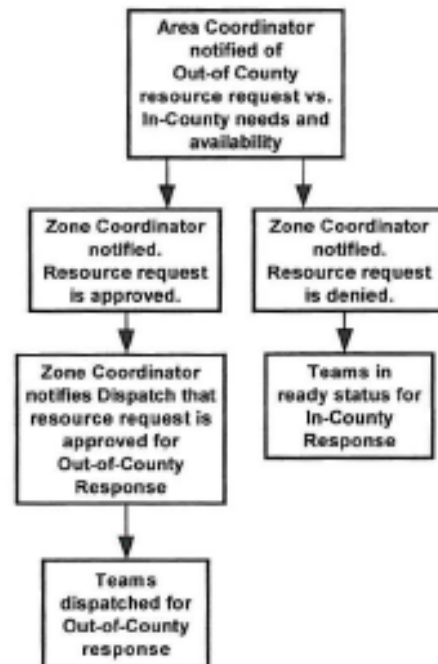 Area Coordinator
notified of
Out-of County
resource request vs.
In-County needs and
availability
Zone Coordinator
notified.
Resource request
is approved.
Zone Coordinator
notified.
Resource request
is denied.
Zone Coordinator
notifies Dispatch that
resource request is
approved for
Out-of-County
Response
Teams in
ready status for
In-County
Response
Teams
dispatched for
Out-of-County
response